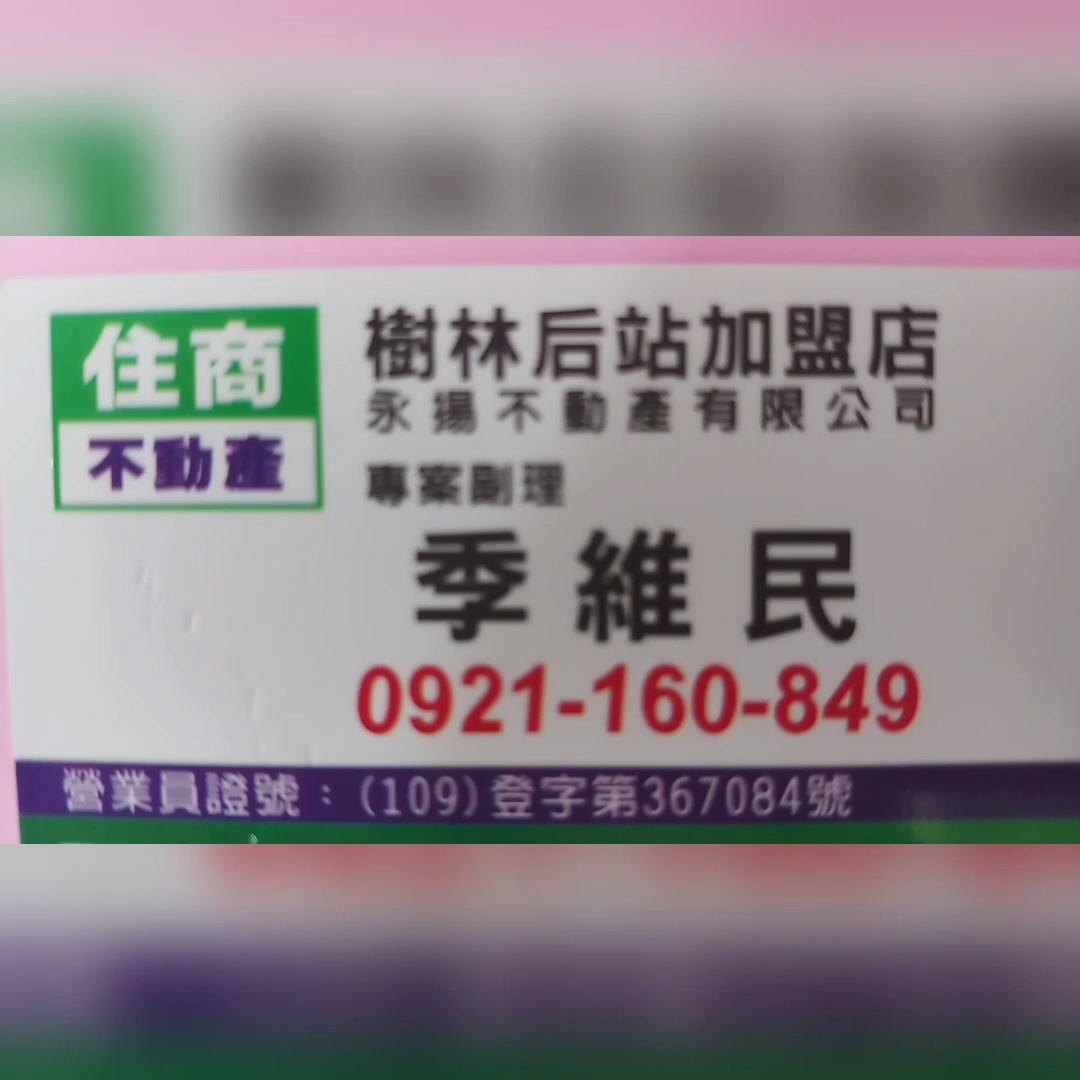 住商
不動產
樹林后站加盟店
永揚不動產有限公司
專案副理
季維民
0921-160-849
營業員證號：(109)登字第367084號